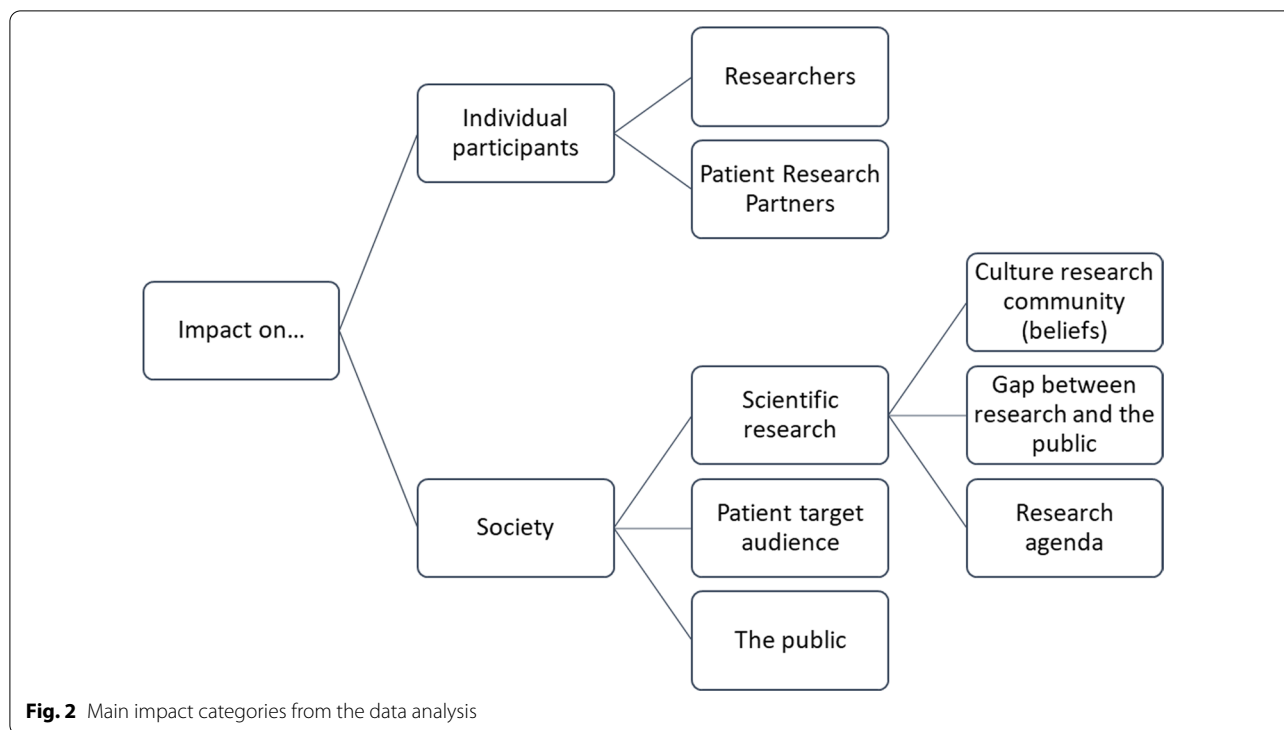 Researchers
Individual
participants
Patient Research
Partners
Impact on...
Culture research
community
(beliefs)
Scientific
research
Gap between
research and the
public
Society
Patient target
audience
Research
agenda
The public
Fig. 2 Main impact categories from the data analysis